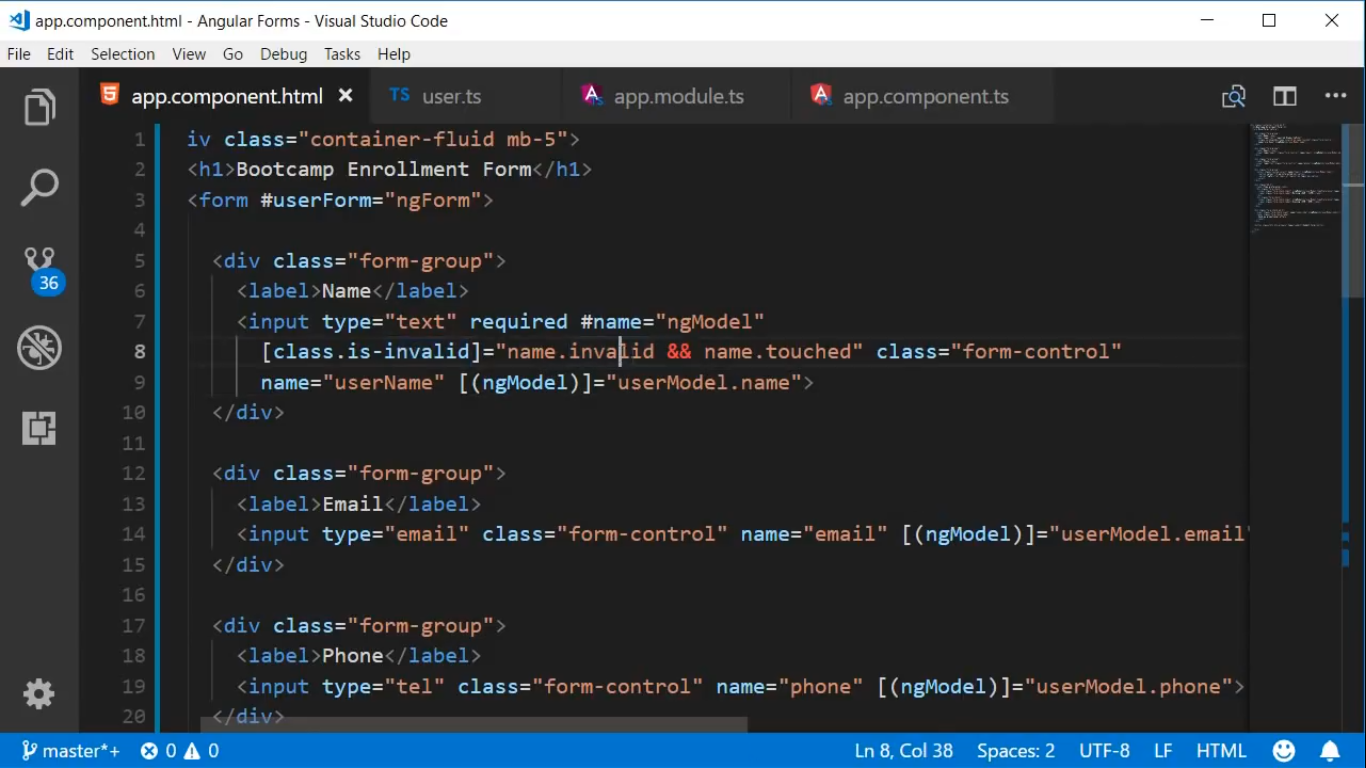 app.component.html - Angular Forms - Visual Studio Code
File Edit Selection View Go Debug Tasks Help
app.component.html TS user.ts app.module.ts app.component.ts
1 iv class="container-fluid mb-5">
2 <h1>Bootcamp Enrollment Form</h1>
3 <form #userForm="ngForm">
4
5 <div class="form-group">
6 <label>Name</label>
7 <input type="text" required #name="ngModel"
8 [class.is-invalid]="name.invalid && name.touched" class="form-control"
9 name="userName" [(ngModel)]="userModel.name">
10 </div>
11
12 <div class="form-group">
13 <label>Email</label>
14 <input type="email" class="form-control" name="email" [(ngModel)]="userModel.email"
15 </div>
16
17 <div class="form-group">
18 <label>Phone</label>
19 <input type="tel" class="form-control" name="phone" [(ngModel)]="userModel.phone">
20 </div>
36
master*+ 0 0 Ln 8, Col 38 Spaces: 2 UTF-8 LF HTML